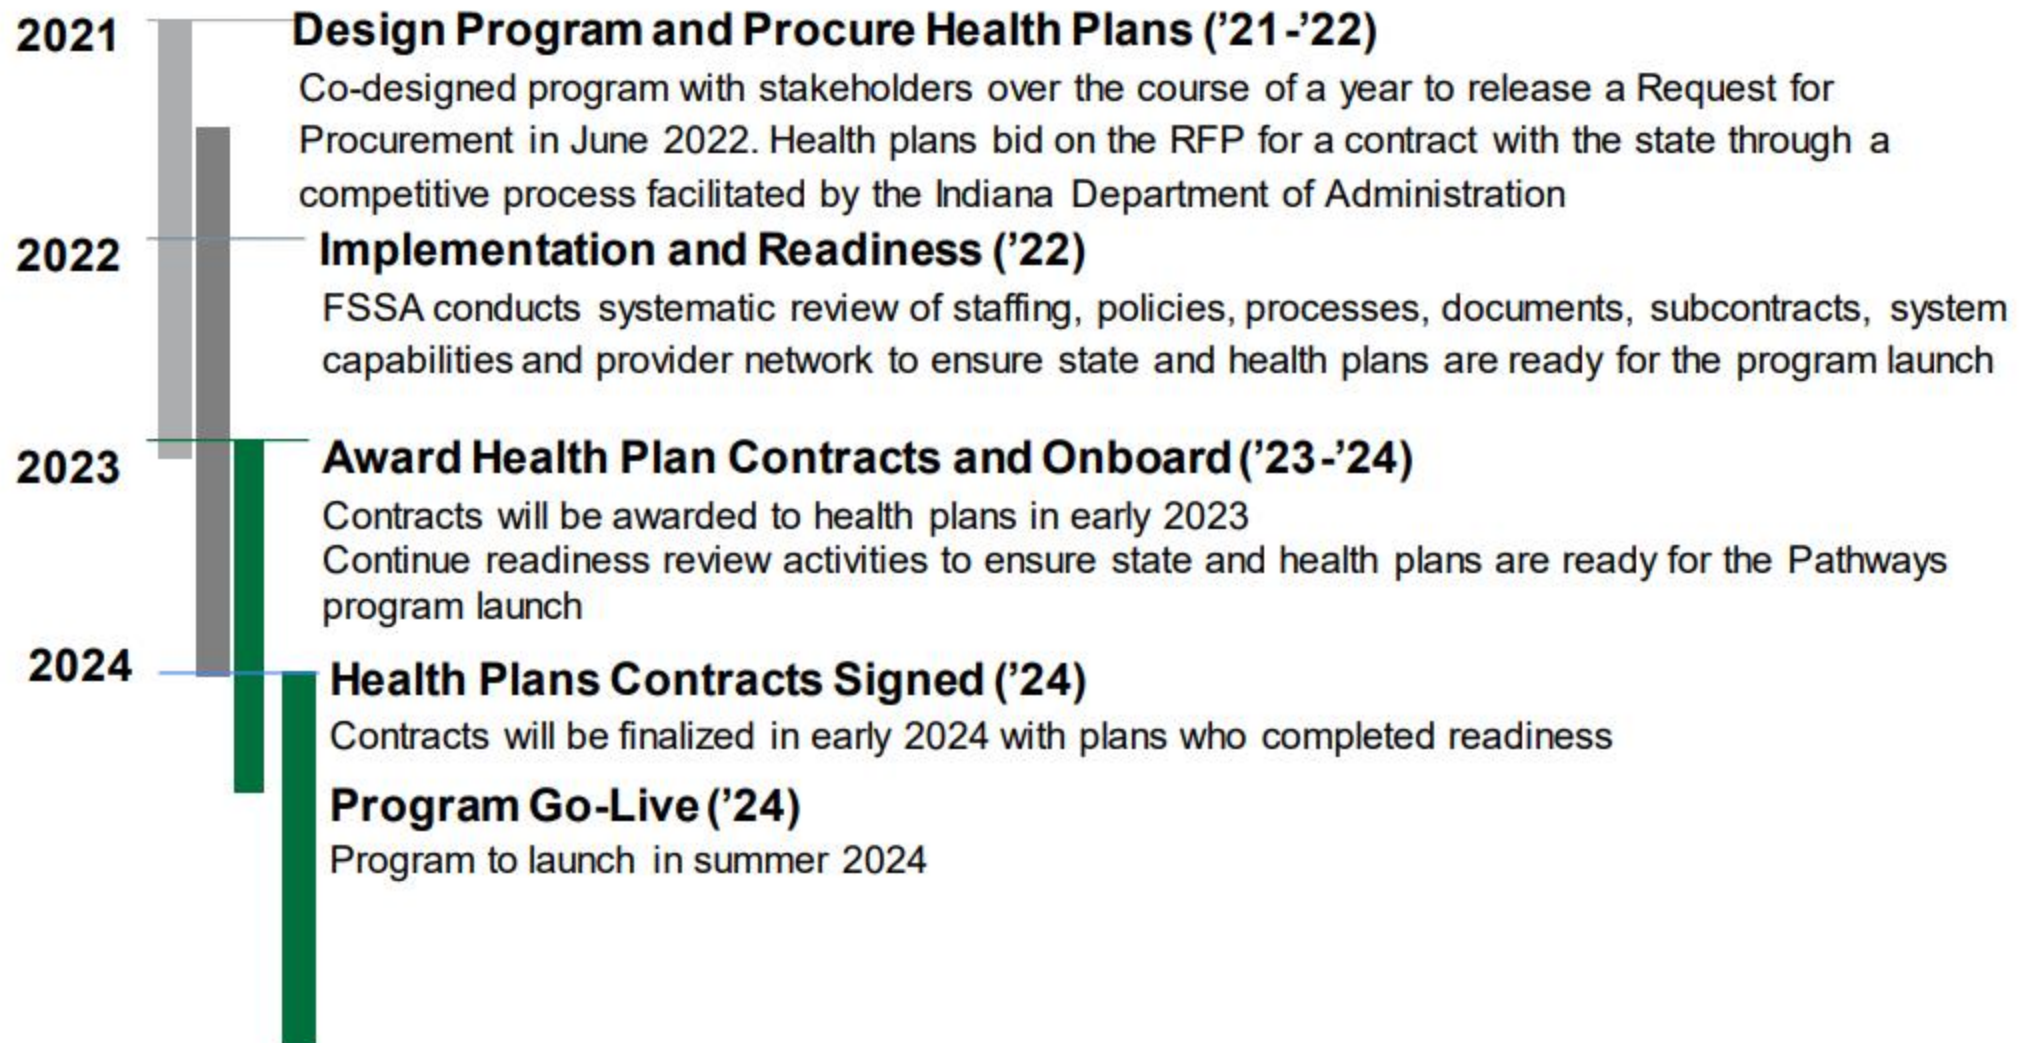 2021
Design Program and Procure Health Plans (’21-’22)
Co-designed program with stakeholders over the course of a year to release a Request for
Procurement in June 2022. Health plans bid on the RFP for a contract with the state through a
competitive process facilitated by the Indiana Department of Administration
2022
Implementation and Readiness (’22)
FSSA conducts systematic review of staffing, policies, processes, documents, subcontracts, system
capabilities and provider network to ensure state and health plans are ready for the program launch
2023
Award Health Plan Contracts and Onboard (’23-’24)
Contracts will be awarded to health plans in early 2023
Continue readiness review activities to ensure state and health plans are ready for the Pathways
program launch
2024
Health Plans Contracts Signed (’24)
Contracts will be finalized in early 2024 with plans who completed readiness
Program Go-Live (’24)
Program to launch in summer 2024